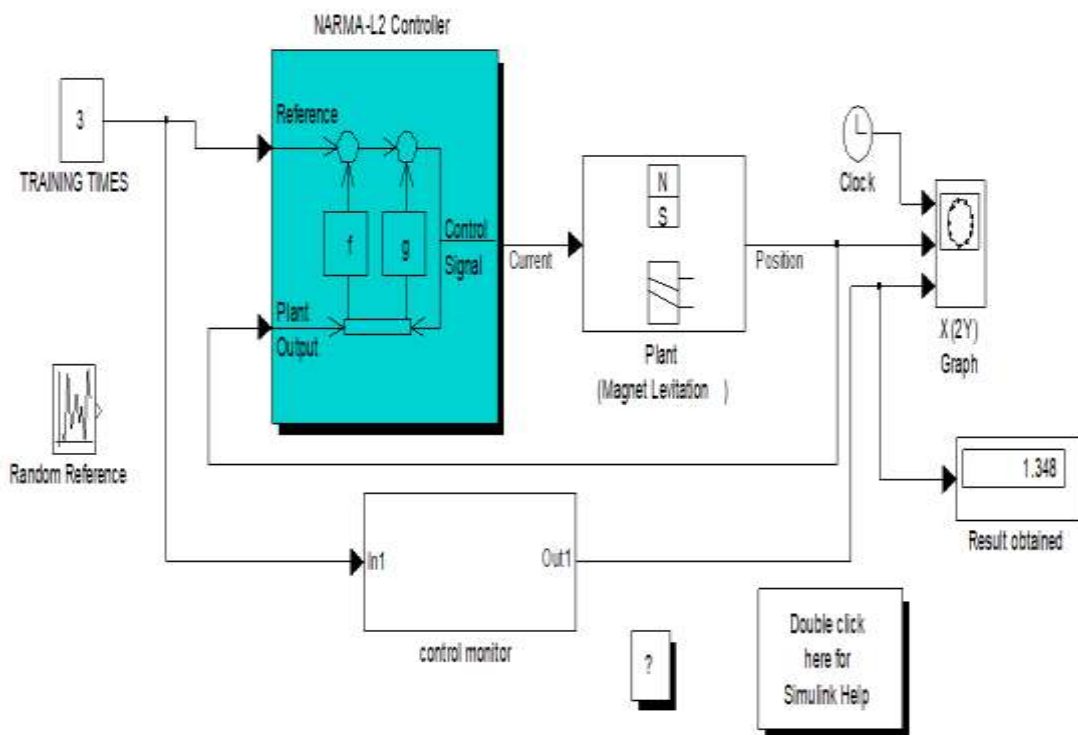 NARMA-L2 Controller
3
TRAINING TIMES
Reference
f
g
Control
Signal
Plant
Output
Current
N
S
Plant
(Magnet Levitation )
Position
Clock
X(2Y)
Graph
Random Reference
1.348
Result obtained
In1
Out1
control monitor
?
Double click
here for
Simulink Help